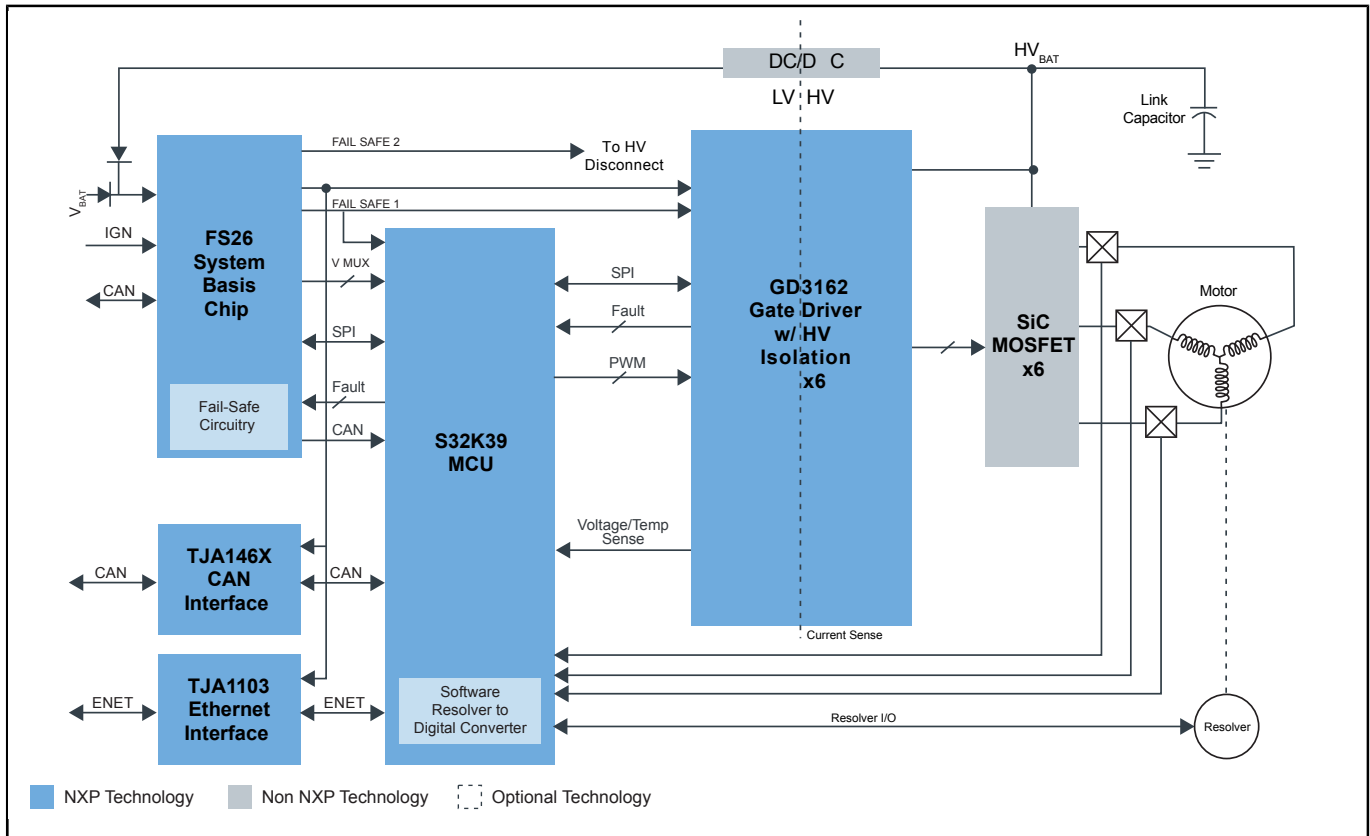 DC/D C
HV BAT
LV HV
Link
Capacitor
FAIL SAFE 2
To HV
Disconnect
V BAT
FAIL SAFE 1
IGN
FS26
System
Basis
Chip
V MUX
CAN
SPI
Fault
CAN
Fail-Safe
Circuitry
S32K39
MCU
SPI
Fault
PWM
Voltage/Temp
Sense
GD3162
Gate Driver
w/ HV
Isolation
x6
SiC
MOSFET
x6
Motor
CAN
TJA146X
CAN
Interface
CAN
Current Sense
ENET
TJA1103
Ethernet
Interface
ENET
Software
Resolver to
Digital Converter
Resolver I/O
Resolver
NXP Technology
Non NXP Technology
Optional Technology